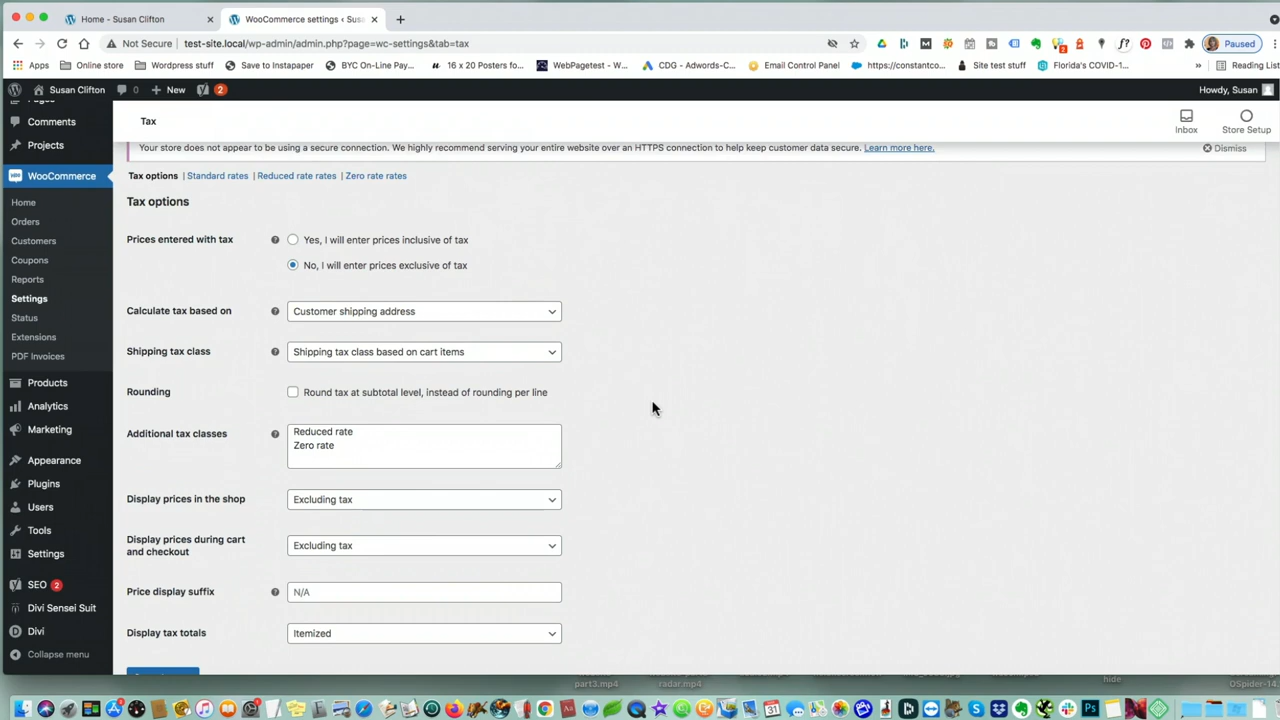 Home - Susan Clifton
WooCommerce settings ‹ Susa
Not Secure
test-site.local/wp-admin/admin.php?page=wc-settings&tab=tax
Paused
Apps
Online store
Wordpress stuff
Save to Instapaper
BYC On-Line Pay...
16 x 20 Posters fo...
WebPagetest - W...
CDG - Adwords-C...
Email Control Panel
https://constantco...
Site test stuff
Florida's COVID-1...
»
Reading List
Susan Clifton
0
New
2
Howdy, Susan
Comments
Projects
WooCommerce
Home
Orders
Customers
Coupons
Reports
Settings
Status
Extensions
PDF Invoices
Products
Analytics
Marketing
Appearance
Plugins
Users
Tools
Settings
SEO 2
Divi Sensei Suit
Divi
Collapse menu
Tax
Inbox
Store Setup
Your store does not appear to be using a secure connection. We highly recommend serving your entire website over an HTTPS connection to help keep customer data secure. Learn more here.
Dismiss
Tax options | Standard rates | Reduced rate rates | Zero rate rates
Tax options
Prices entered with tax
Yes, I will enter prices inclusive of tax
No, I will enter prices exclusive of tax
Calculate tax based on
Customer shipping address
Shipping tax class
Shipping tax class based on cart items
Rounding
Round tax at subtotal level, instead of rounding per line
Additional tax classes
Reduced rate
Zero rate
Display prices in the shop
Excluding tax
Display prices during cart
and checkout
Excluding tax
Price display suffix
N/A
Display tax totals
Itemized
part3.mp4
radar.mp4
hide
OSpider-14.